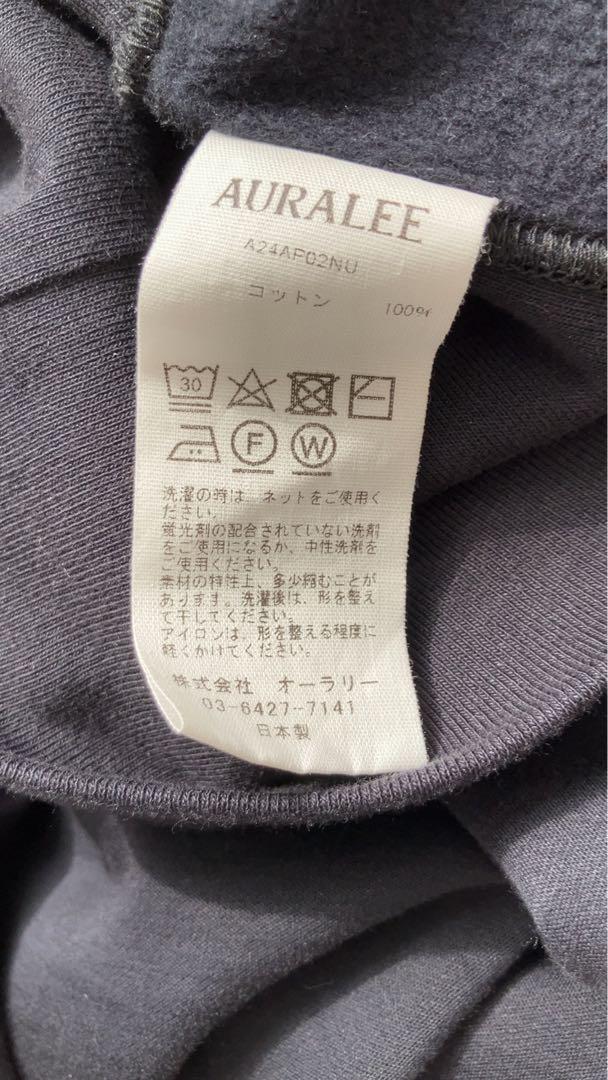 AURALEE
A24AP02NU
コットン 100%
30
F W
洗濯の時は、ネットをご使用く
ださい。
蛍光剤の配合されていない洗剤
をご使用になるか、中性洗剤を
ご使用ください。
素材の特性上、多少縮むことが
あります。洗濯後は、形を整え
て干してください。
アイロンは、形を整える程度に
軽くかけてください。
株式会社 オーラリー
03-6427-7141
日本製